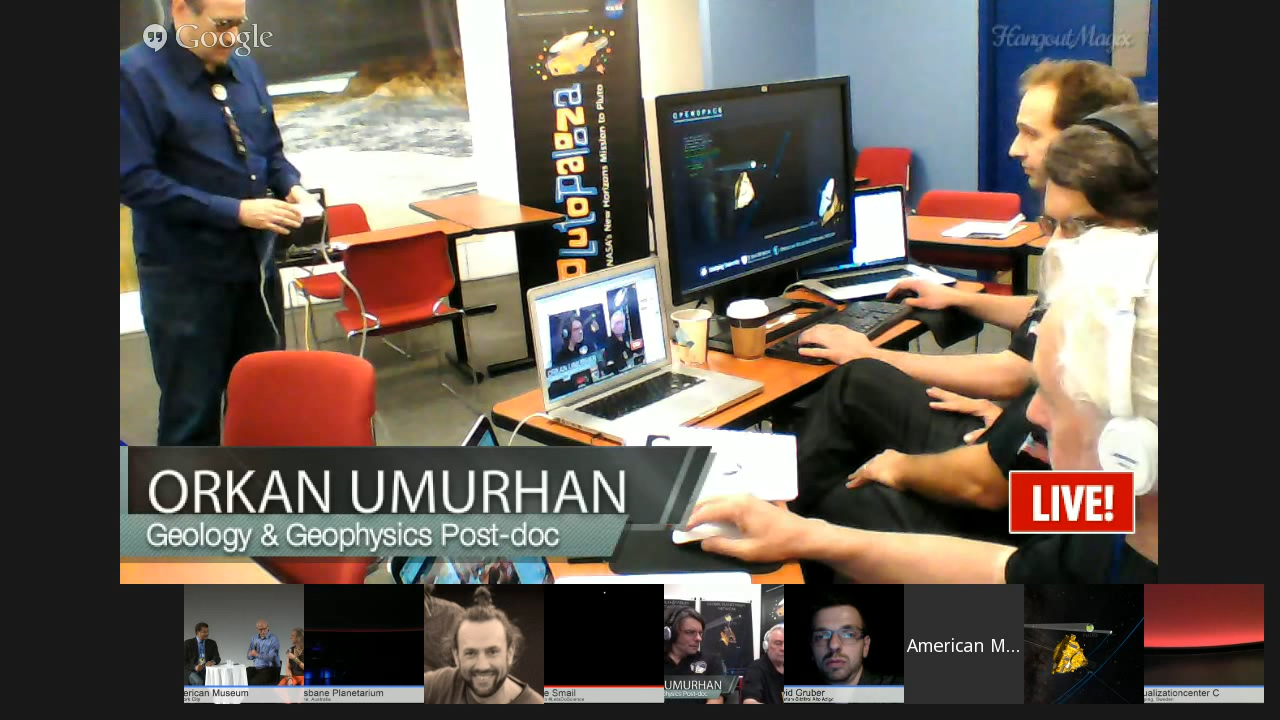 Google
HangoutMagix
plutopalooza
NASA's New Horizons Mission to Pluto
OPENSPACE
ORKAN UMURHAN
Geology & Geophysics Post-doc
LIVE!
erican Museum
sbane Planetarium
e Smail
UMURHAN
id Gruber
American M...
ualizationcenter C